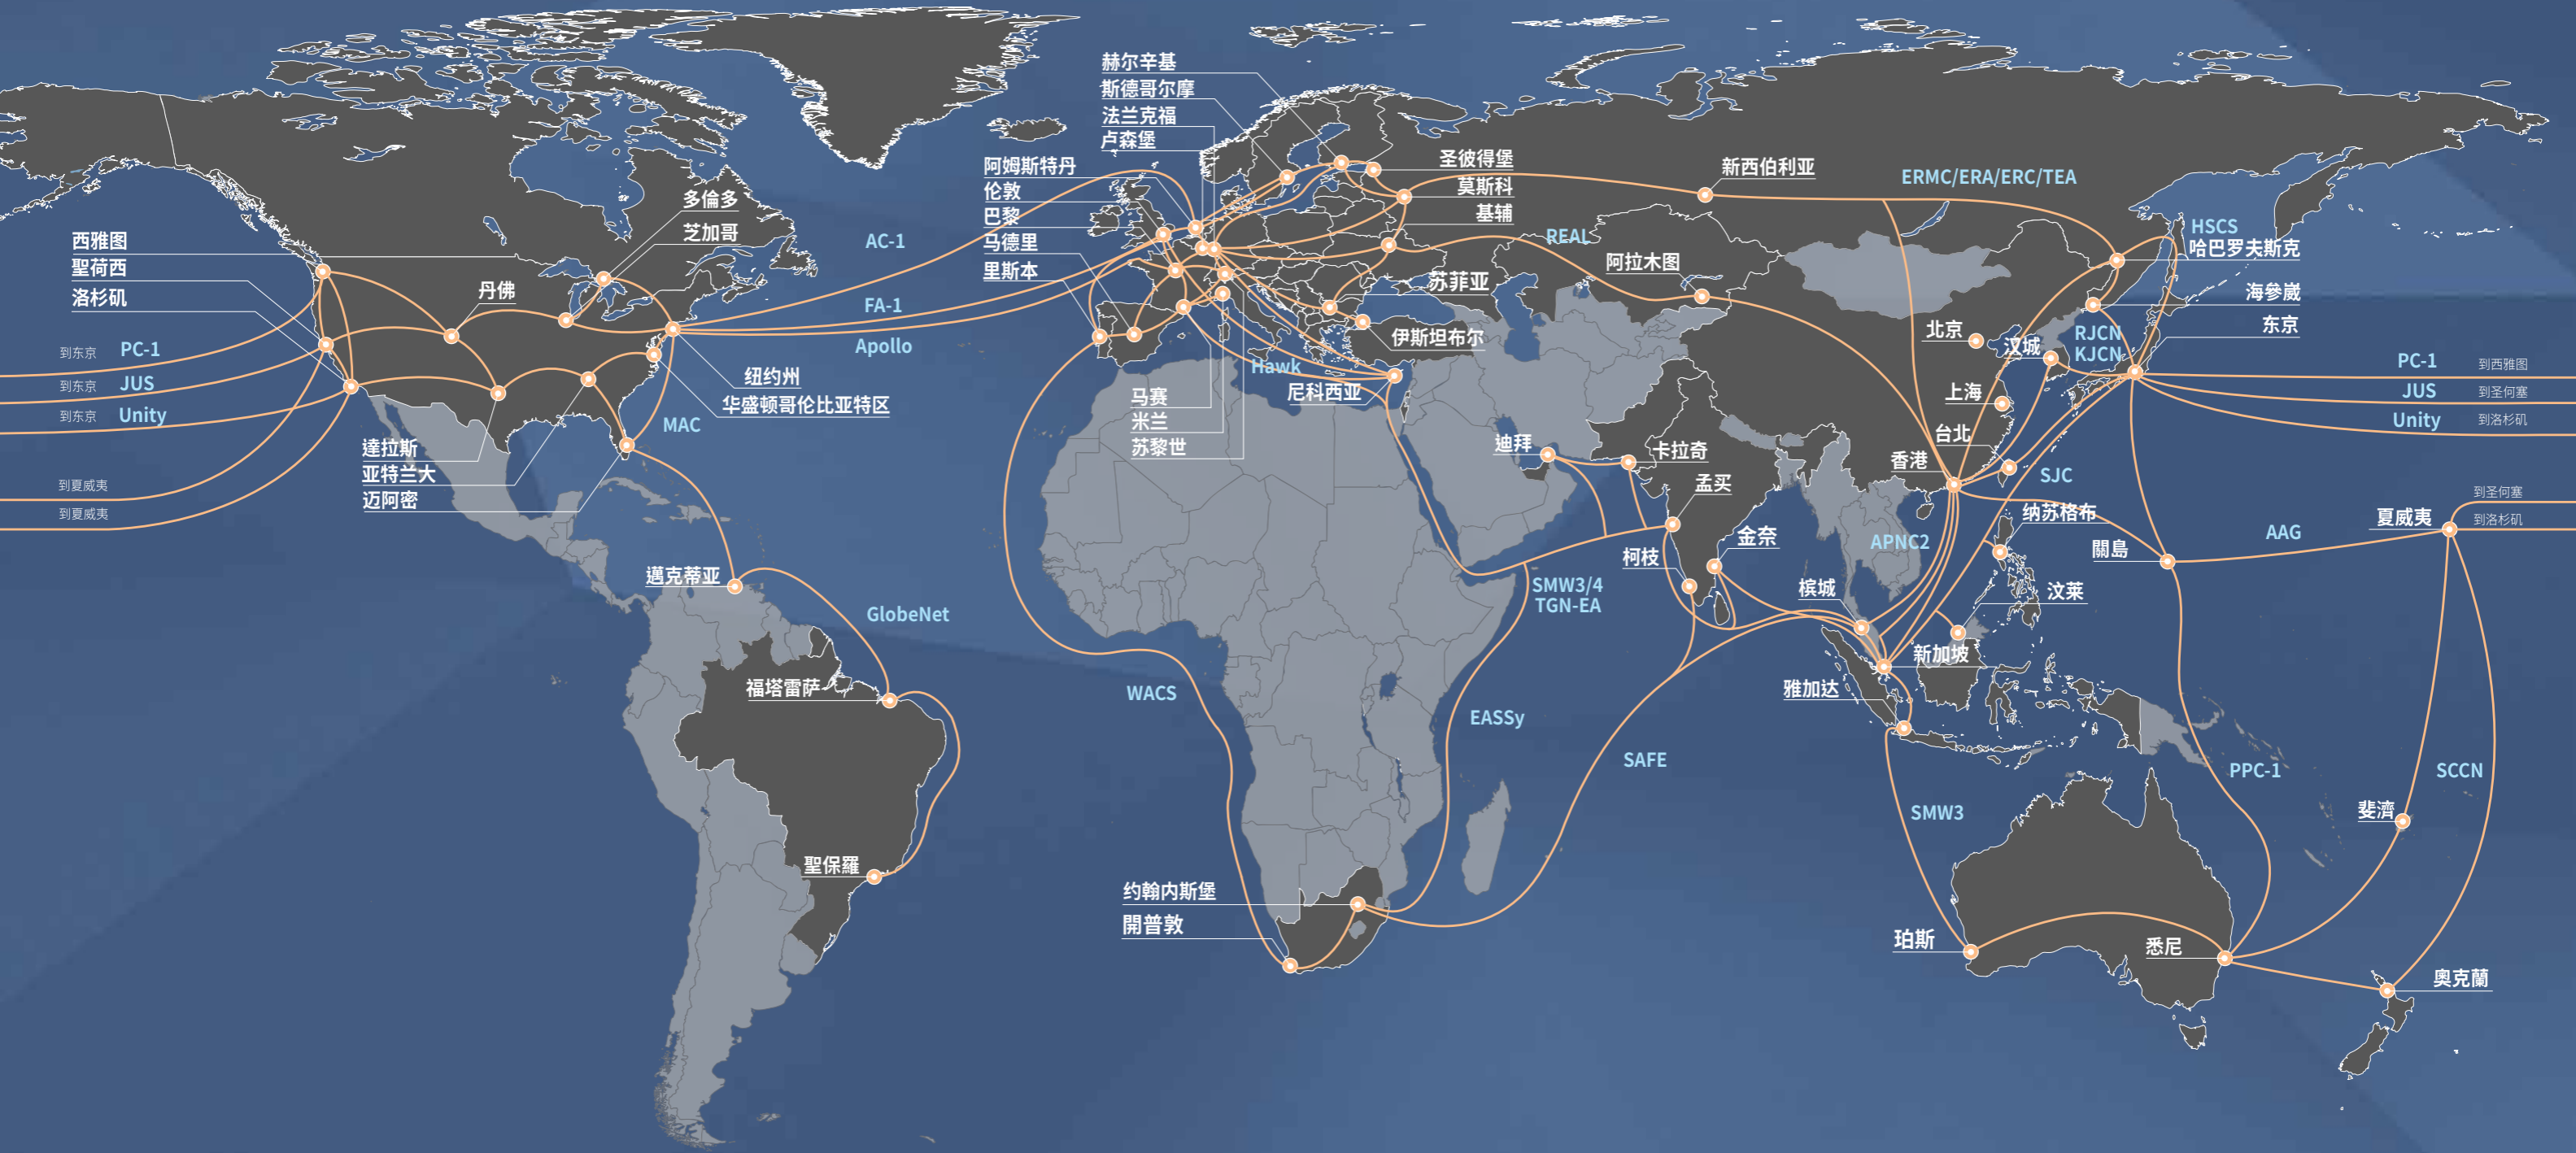 西雅图
聖荷西
洛杉矶
到东京 PC-1
到东京 JUS
到东京 Unity
到夏威夷
到夏威夷
丹佛
多倫多
芝加哥
纽约州
华盛顿哥伦比亚特区
MAC
達拉斯
亚特兰大
迈阿密
邁克蒂亚
GlobeNet
福塔雷萨
聖保羅
AC-1
FA-1
Apollo
赫尔辛基
斯德哥尔摩
法兰克福
卢森堡
阿姆斯特丹
伦敦
巴黎
马德里
里斯本
圣彼得堡
莫斯科
基辅
苏菲亚
伊斯坦布尔
Hawk
尼科西亚
马赛
米兰
苏黎世
WACS
约翰内斯堡
開普敦
EASSy
SAFE
SMW3/4
TGN-EA
REAL
新西伯利亚
阿拉木图
ERMC/ERA/ERC/TEA
迪拜
卡拉奇
孟买
金奈
柯枝
HSCS
哈巴罗夫斯克
海參崴
东京
北京
汉城
RJCN
KJCN
上海
台北
香港
SJC
APNC2
纳苏格布
槟城
汶莱
新加坡
雅加达
SMW3
珀斯
悉尼
PC-1 到西雅图
JUS 到圣何塞
Unity 到洛杉矶
到圣何塞
夏威夷 到洛杉矶
關島
AAG
PPC-1
SCCN
斐濟
奧克蘭